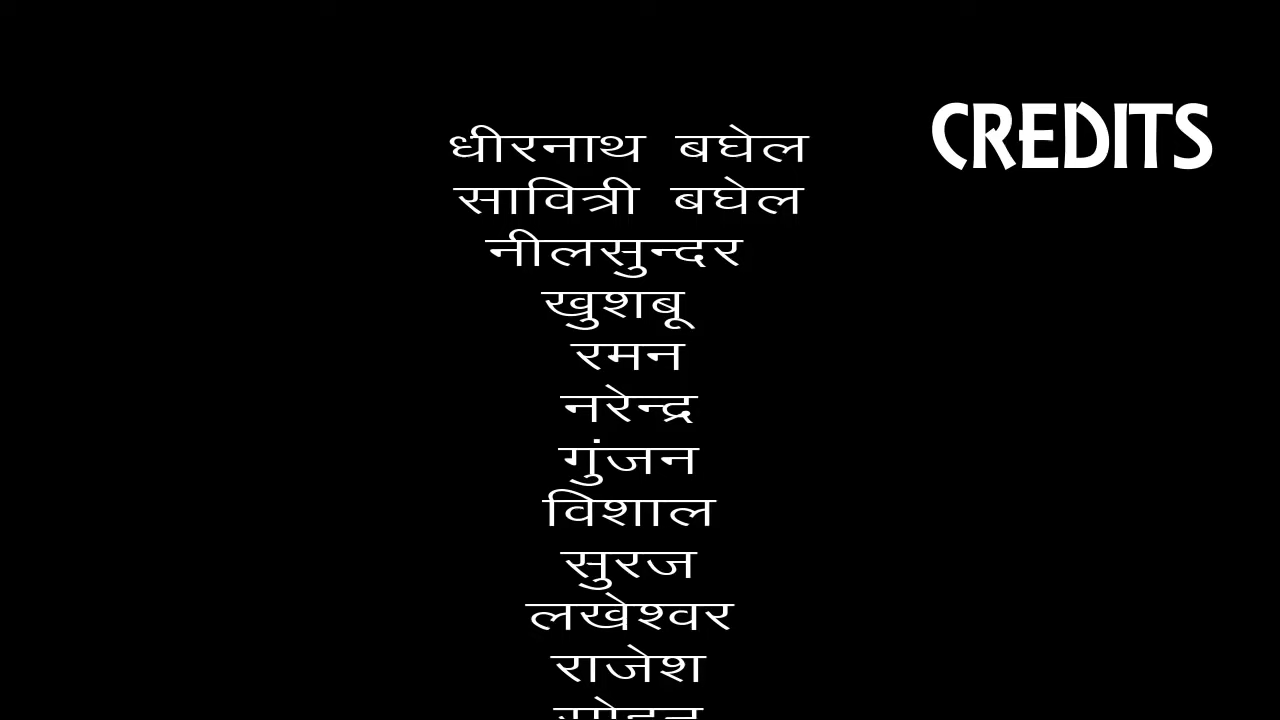 CREDITS
धीरनाथ बघेल
सावित्री बघेल
नीलसुन्दर
खुशबू
रमन
नरेन्द्र
गुंजन
विशाल
सुरज
लखेश्वर
राजेश